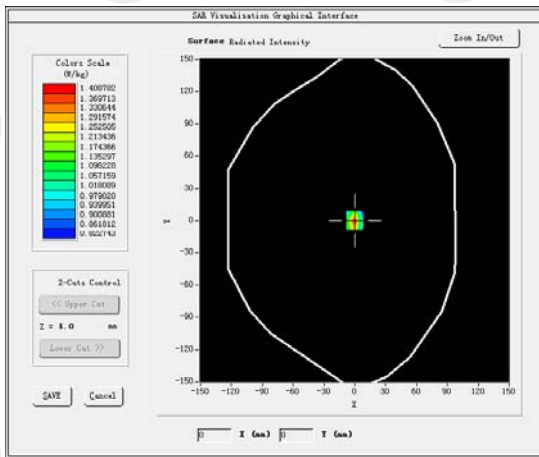 SAR Visualisation Graphical Interface
Surface Radiated Intensity
Zoom In/Out
Colors Scale
(W/kg)
1.408782
1.369713
1.330644
1.291574
1.252505
1.213436
1.174366
1.135297
1.096228
1.057159
1.018089
0.979020
0.939951
0.900881
0.861812
0.822743
150
120
90
60
30
0
-30
-60
-90
-120
-150
Y
-150 -120 -90 -60 -30 0 30 60 90 120 150
X
Z-Cuts Control
<< Upper Cut
Z = 4.0 mm
Lower Cut >>
SAVE Cancel
0 X (mm) 0 Y (mm)